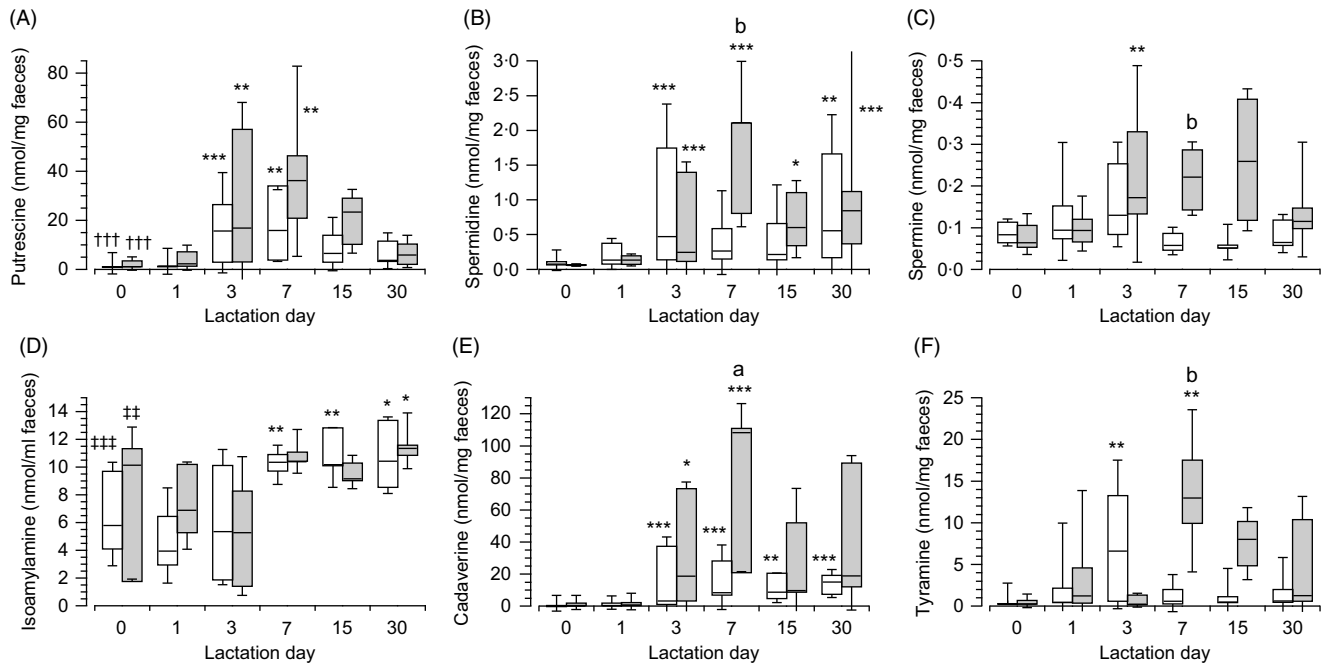 (A)
Putrescine (nmol/mg faeces)
80
60
40
20
0
†††
†††
***
**
**
**
0 1 3 7 15 30
Lactation day
(B)
Spermidine (nmol/mg faeces)
3·0
2·5
2·0
1·5
1·0
0·5
0·0
***
***
b
***
*
**
***
0 1 3 7 15 30
Lactation day
(C)
Spermine (nmol/mg faeces)
0·5
0·4
0·3
0·2
0·1
0·0
**
b
0 1 3 7 15 30
Lactation day
(D)
Isoamylamine (nmol/ml faeces)
14
12
10
8
6
4
2
0
‡‡‡
‡‡
**
**
*
*
0 1 3 7 15 30
Lactation day
(E)
Cadaverine (nmol/mg faeces)
120
100
80
60
40
20
0
***
*
***
a
***
**
***
0 1 3 7 15 30
Lactation day
(F)
Tyramine (nmol/mg faeces)
25
20
15
10
5
0
**
b
**
0 1 3 7 15 30
Lactation day